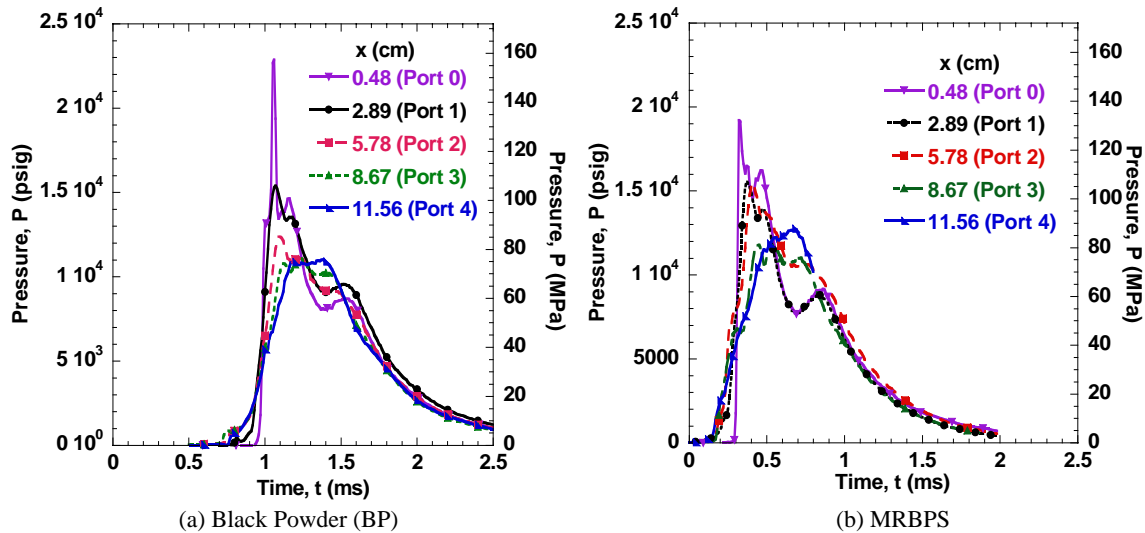 2.5 10⁴
2 10⁴
1.5 10⁴
1 10⁴
5 10³
0 10⁰
Pressure, P (psig)
x (cm)
0.48 (Port 0)
2.89 (Port 1)
5.78 (Port 2)
8.67 (Port 3)
11.56 (Port 4)
160
140
120
100
80
60
40
20
0
Pressure, P (MPa)
0 0.5 1 1.5 2 2.5
Time, t (ms)
(a) Black Powder (BP)
2.5 10⁴
2 10⁴
1.5 10⁴
1 10⁴
5000
0
Pressure, P (psig)
x (cm)
0.48 (Port 0)
2.89 (Port 1)
5.78 (Port 2)
8.67 (Port 3)
11.56 (Port 4)
160
140
120
100
80
60
40
20
0
Pressure, P (MPa)
0 0.5 1 1.5 2 2.5
Time, t (ms)
(b) MRBPS